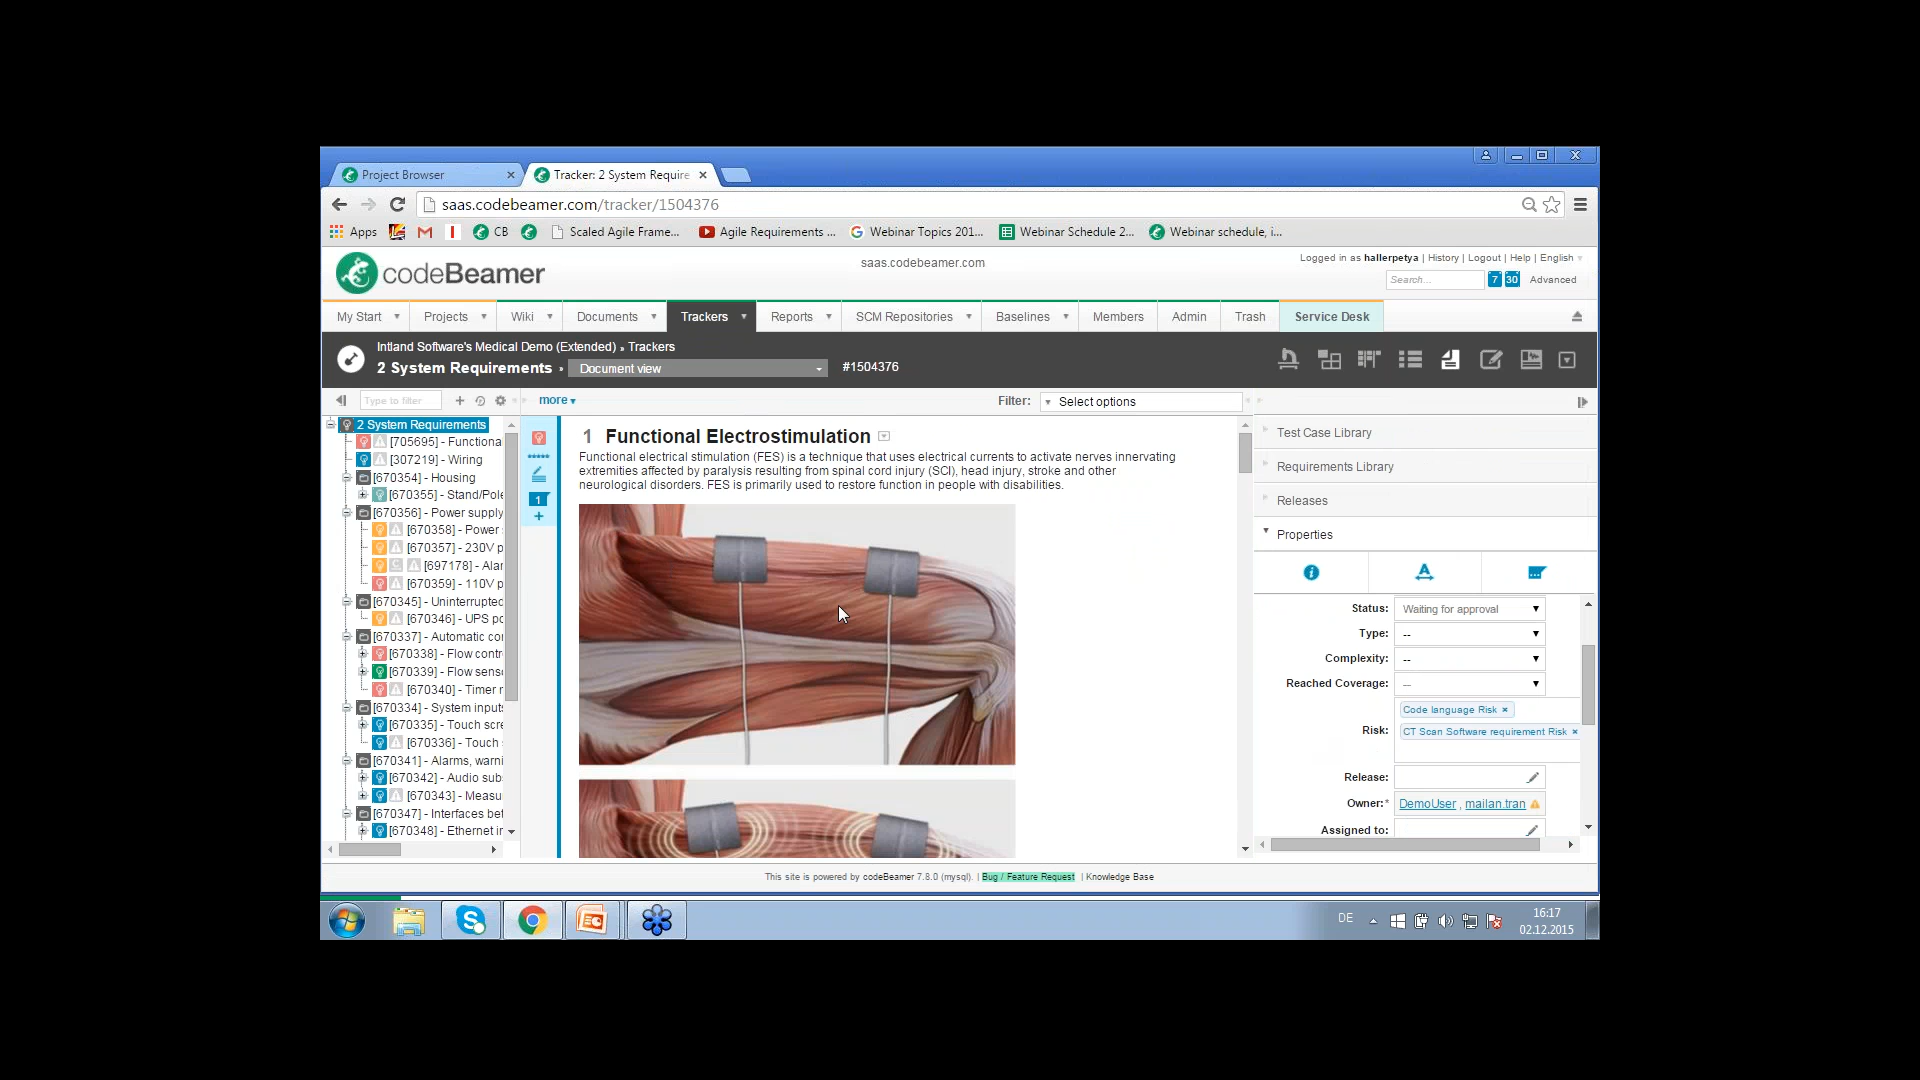 Project Browser
Tracker: 2 System Require
saas.codebeamer.com/tracker/1504376
Apps
CB
Scaled Agile Frame...
Agile Requirements ...
Webinar Topics 201...
Webinar Schedule 2...
Webinar schedule, i...
codeBeamer
saas.codebeamer.com
Logged in as hallerpetya | History | Logout | Help | English
Search...
7
30
Advanced
My Start
Projects
Wiki
Documents
Trackers
Reports
SCM Repositories
Baselines
Members
Admin
Trash
Service Desk
Intland Software's Medical Demo (Extended) » Trackers
2 System Requirements »
Document view
#1504376
Type to filter
more
Filter:
Select options
2 System Requirements
[705695] - Functiona
[307219] - Wiring
[670354] - Housing
[670355] - Stand/Pole
[670356] - Power supply
[670358] - Power
[670357] - 230V p
[697178] - Alar
[670359] - 110V p
[670345] - Uninterrupted
[670346] - UPS po
[670337] - Automatic con
[670338] - Flow contr
[670339] - Flow sens
[670340] - Timer r
[670334] - System inputs
[670335] - Touch scre
[670336] - Touch
[670341] - Alarms, warni
[670342] - Audio sub
[670343] - Measu
[670347] - Interfaces bet
[670348] - Ethernet in
1
1 Functional Electrostimulation
Functional electrical stimulation (FES) is a technique that uses electrical currents to activate nerves innervating
extremities affected by paralysis resulting from spinal cord injury (SCI), head injury, stroke and other
neurological disorders. FES is primarily used to restore function in people with disabilities.
Test Case Library
Requirements Library
Releases
Properties
Status: Waiting for approval
Type: --
Complexity: --
Reached Coverage: --
Risk:
Code language Risk ×
CT Scan Software requirement Risk ×
Release:
Owner:* DemoUser , mailan.tran
Assigned to:
This site is powered by codeBeamer 7.8.0 (mysql). | Bug / Feature Request | Knowledge Base
DE
16:17
02.12.2015